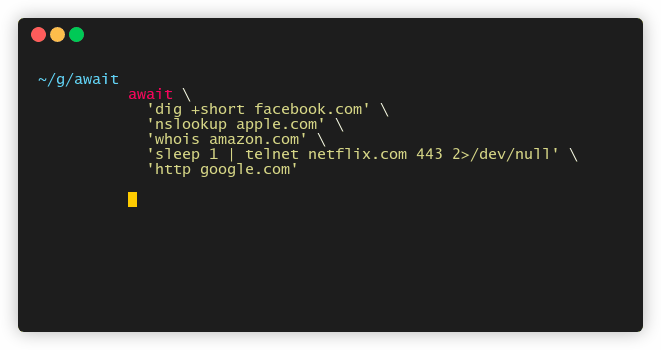 ~/g/await
await \
'dig +short facebook.com' \
'nslookup apple.com' \
'whois amazon.com' \
'sleep 1 | telnet netflix.com 443 2>/dev/null' \
'http google.com'